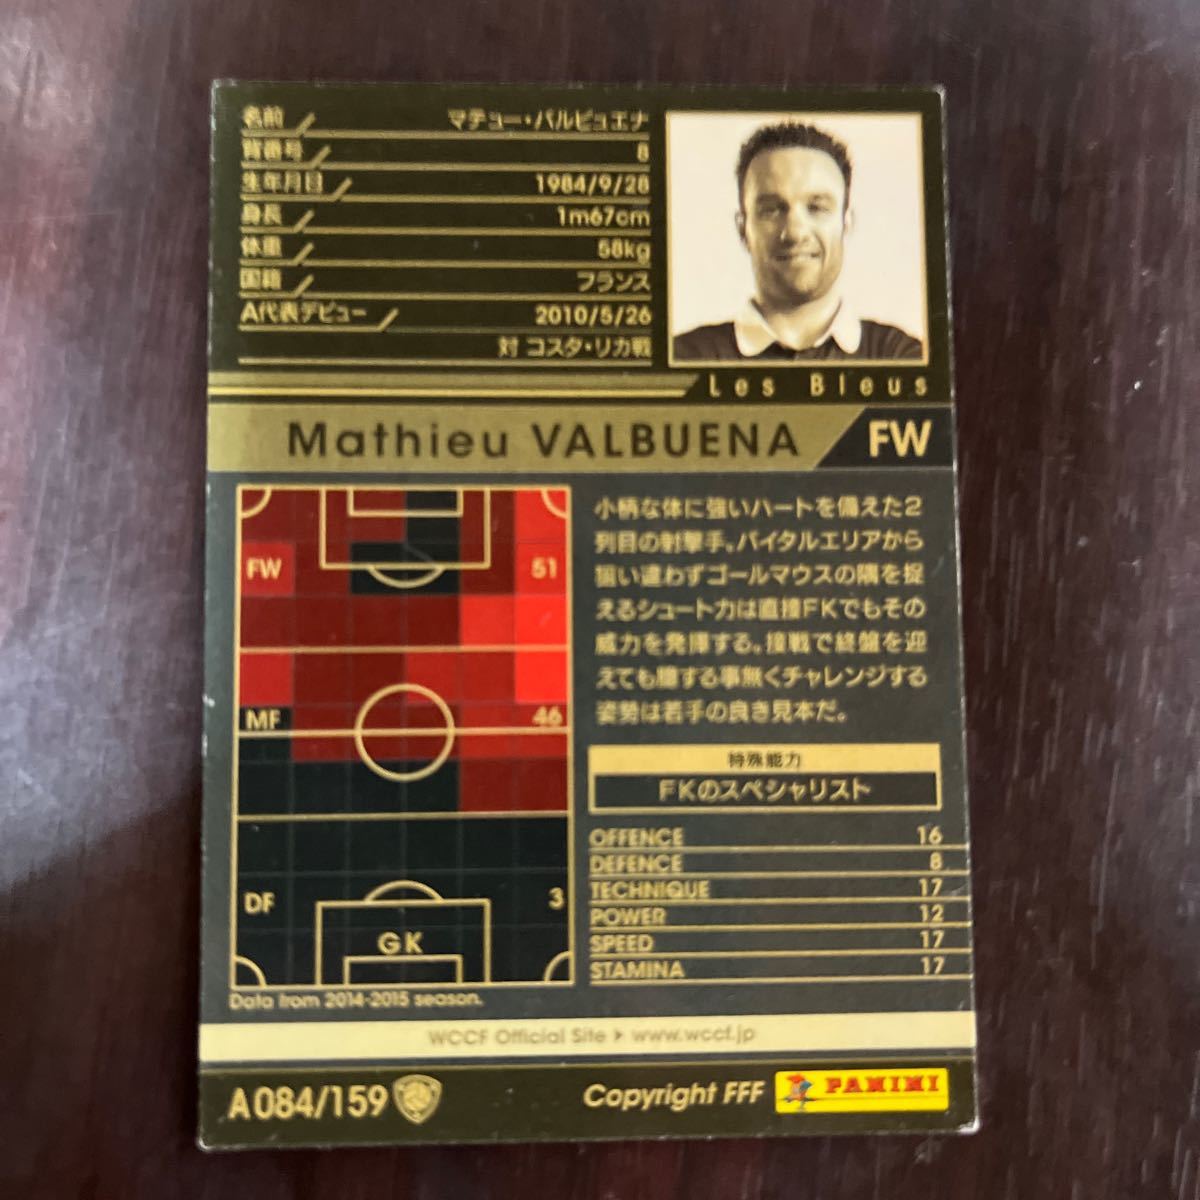 名前 マテュー・バルビュエナ
背番号 8
生年月日 1984/9/28
身長 1m67cm
体重 58kg
国籍 フランス
A代表デビュー 2010/5/26
対 コスタ・リカ戦
Les Bleus
Mathieu VALBUENA FW
小柄な体に強いハートを備えた2
列目の射撃手。バイタルエリアから
狙い違わずゴールマウスの隅を捉
えるシュート力は直接FKでもその
威力を発揮する。接戦で終盤を迎
えても臆する事無くチャレンジする
姿勢は若手の良き見本だ。
FW 51
MF 46
DF 3
GK
Data from 2014-2015 season.
特殊能力
FKのスペシャリスト
OFFENCE 16
DEFENCE 8
TECHNIQUE 17
POWER 12
SPEED 17
STAMINA 17
WCCF Official Site ▶ www.wccf.jp
A084/159
Copyright FFF
PANINI